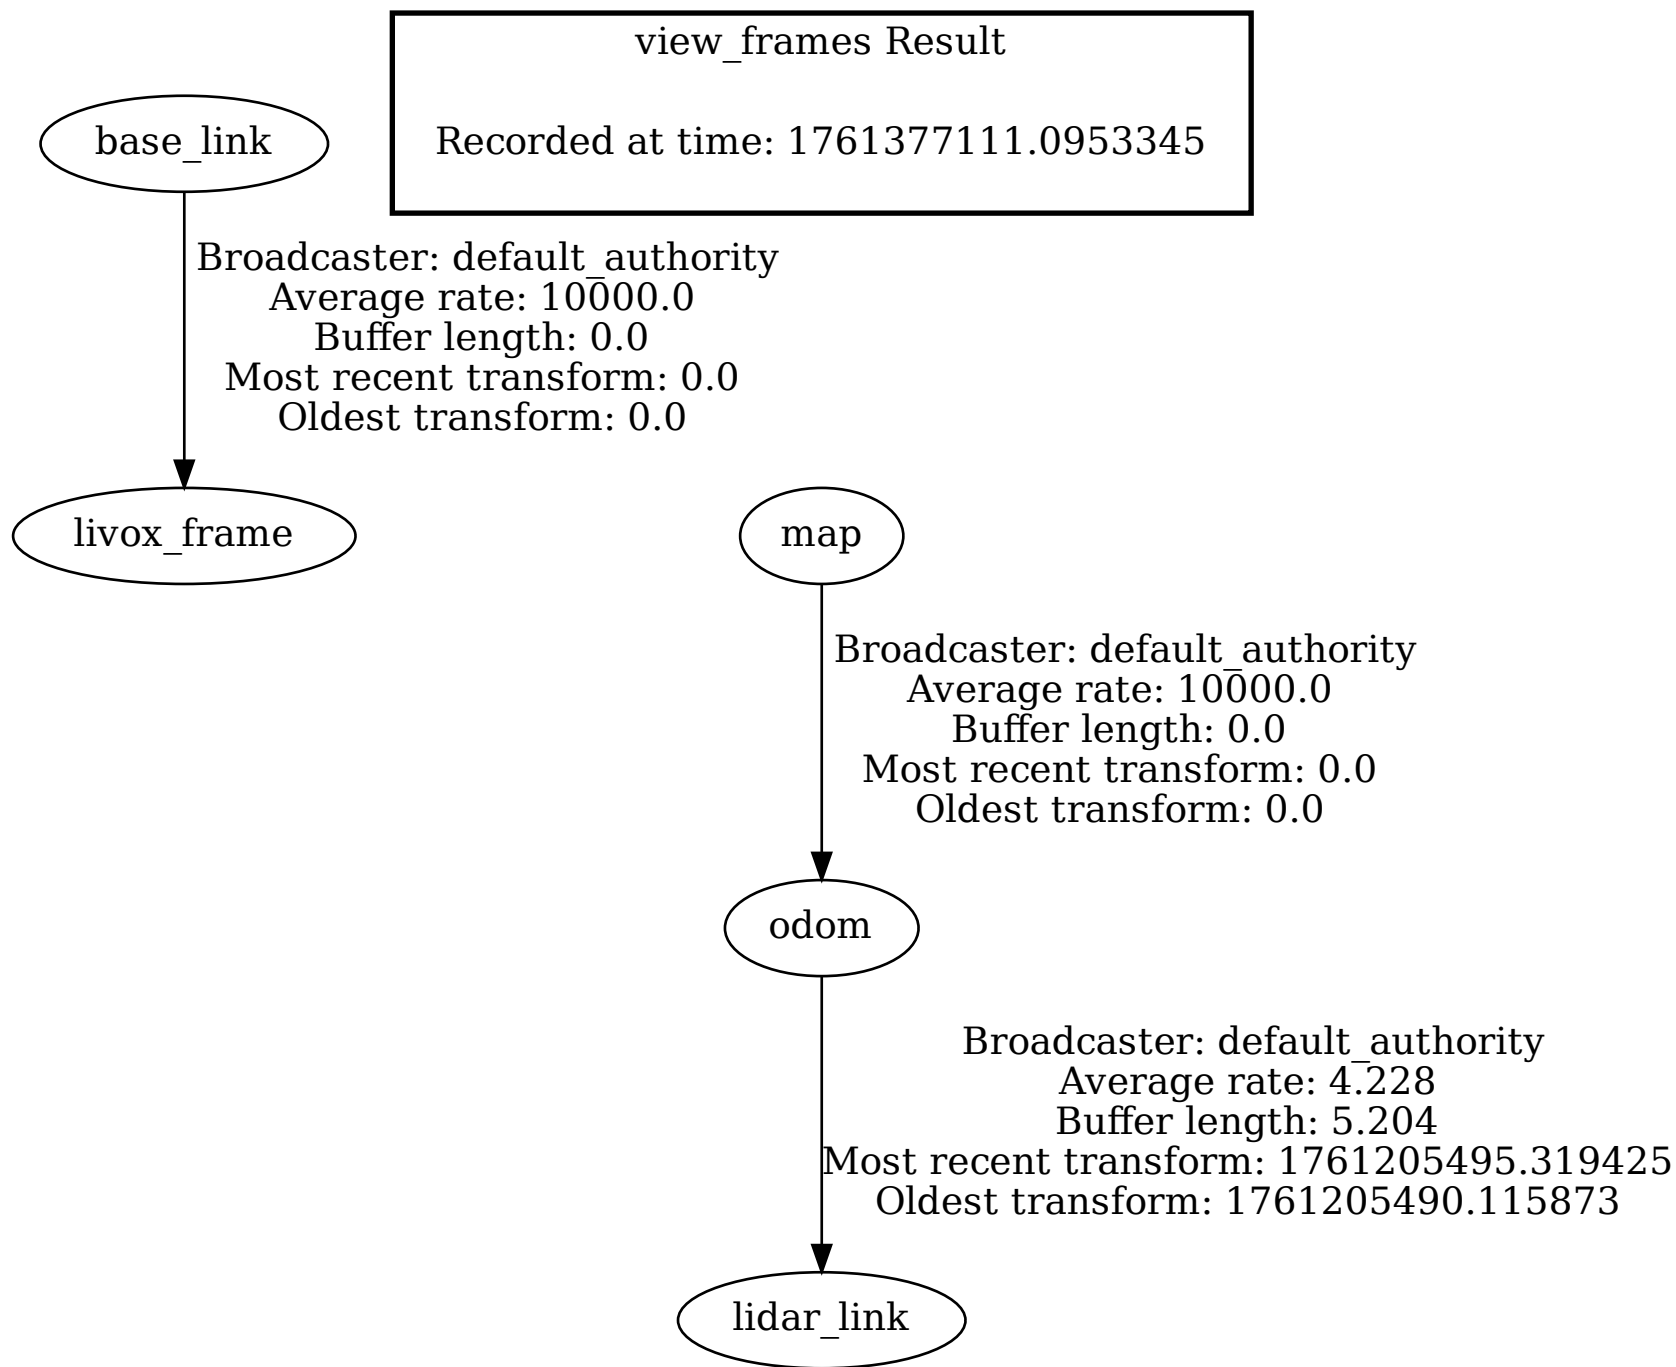 view_frames Result
Recorded at time: 1761377111.0953345
base_link
Broadcaster: default_authority
Average rate: 10000.0
Buffer length: 0.0
Most recent transform: 0.0
Oldest transform: 0.0
livox_frame
map
Broadcaster: default_authority
Average rate: 10000.0
Buffer length: 0.0
Most recent transform: 0.0
Oldest transform: 0.0
odom
Broadcaster: default_authority
Average rate: 4.228
Buffer length: 5.204
Most recent transform: 1761205495.319425
Oldest transform: 1761205490.115873
lidar_link